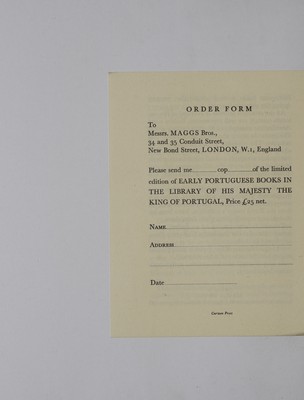 ORDER FORM
To
Messrs. MAGGS Bros.,
34 and 35 Conduit Street,
New Bond Street, LONDON, W.1, England
Please send me............cop............of the limited
edition of EARLY PORTUGUESE BOOKS IN
THE LIBRARY OF HIS MAJESTY THE
KING OF PORTUGAL, Price £25 net.
NAME
ADDRESS
Date